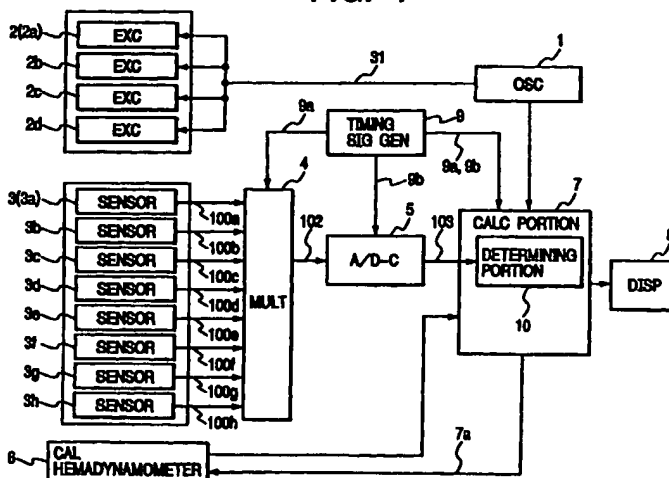 2(2a)
EXC
2b
EXC
2c
EXC
2d
EXC
31
1
OSC
9a
9
TIMING
SIG GEN
9a, 9b
9b
4
MULT
3(3a)
SENSOR
100a
3b
SENSOR
100b
3c
SENSOR
100c
3d
SENSOR
100d
3e
SENSOR
100e
3f
SENSOR
100f
3g
SENSOR
100g
3h
SENSOR
100h
102
5
A/D-C
103
7
CALC PORTION
DETERMINING
PORTION
10
DISP
6
CAL
HEMADYNAMOMETER
7a